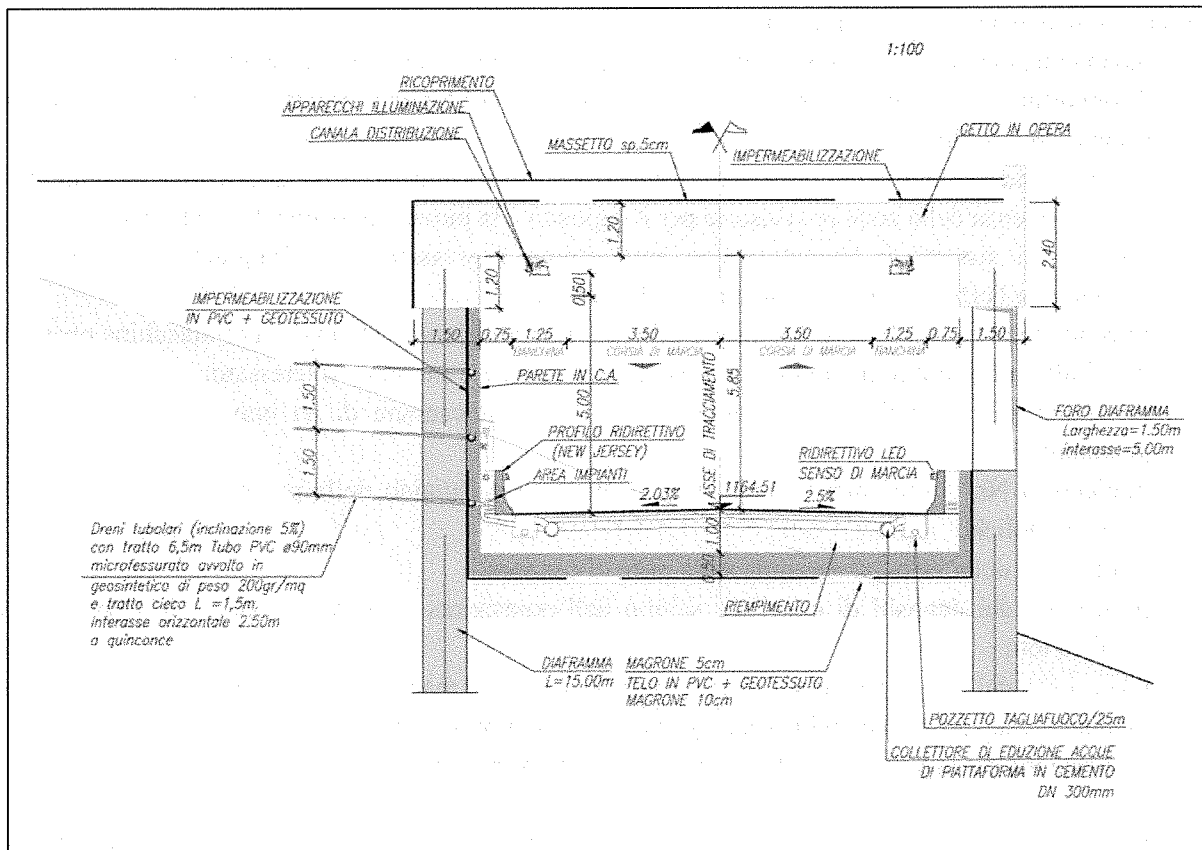 1:100
RICOPRIMENTO
APPARECCHI ILLUMINAZIONE
CANALA DISTRIBUZIONE
MASSETTO sp.5cm
IMPERMEABILIZZAZIONE
GETTO IN OPERA
1.20
2.40
1.20
0.50
IMPERMEABILIZZAZIONE
IN PVC + GEOTESSUTO
1.50 0.75 1.25 3.50 3.50 1.25 0.75 1.50
BANCHINA CORSIA DI MARCIA CORSIA DI MARCIA BANCHINA
PARETE IN C.A.
1.50
1.50
5.00
5.85
ASSE DI TRACCIAMENTO
FORO DIAFRAMMA
Larghezza=1.50m
interasse=5.00m
PROFILO RIDIRETTIVO
(NEW JERSEY)
AREA IMPIANTI
RIDIRETTIVO LED
SENSO DI MARCIA
2.03% 1164.51 2.5%
1.00
0.80
Dreni tubolari (inclinazione 5%)
con tratto 6,5m Tubo PVC ø90mm
microfessurato avvolto in
geosintetico di peso 200gr/mq
e tratto cieco L =1,5m.
Interasse orizzontale 2.50m
a quinconce
RIEMPIMENTO
DIAFRAMMA
L=15.00m
MAGRONE 5cm
TELO IN PVC + GEOTESSUTO
MAGRONE 10cm
POZZETTO TAGLIAFUOCO/25m
COLLETTORE DI EDUZIONE ACQUE
DI PIATTAFORMA IN CEMENTO
DN 300mm